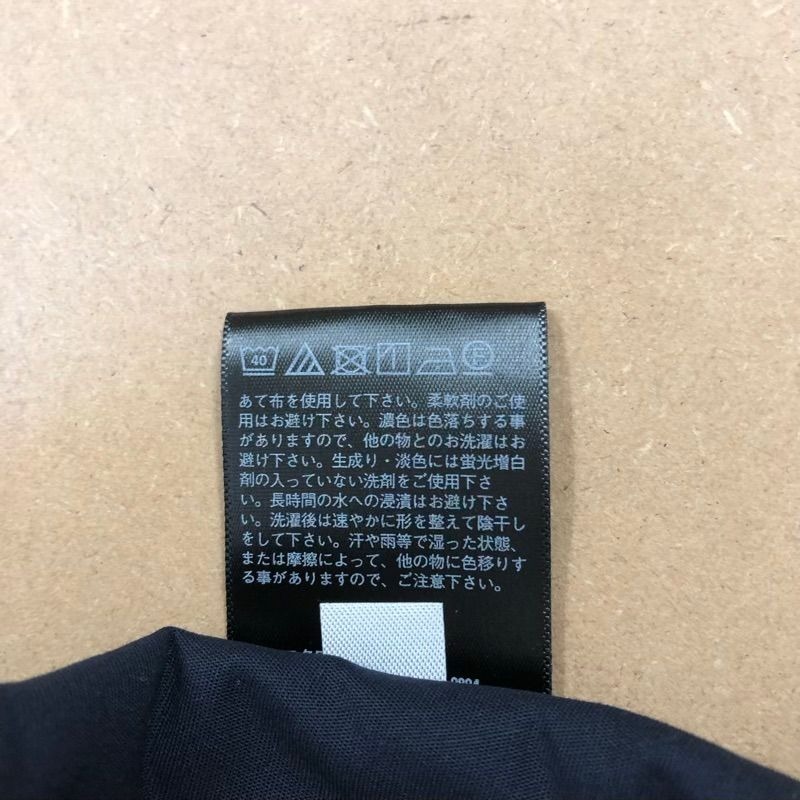 40
F
あて布を使用して下さい。柔軟剤のご使
用はお避け下さい。濃色は色落ちする事
がありますので、他の物とのお洗濯はお
避け下さい。生成り・淡色には蛍光増白
剤の入っていない洗剤をご使用下さ
い。長時間の水への浸漬はお避け下さ
い。洗濯後は速やかに形を整えて陰干し
をして下さい。汗や雨等で湿った状態、
または摩擦によって、他の物に色移りす
る事がありますので、ご注意下さい。